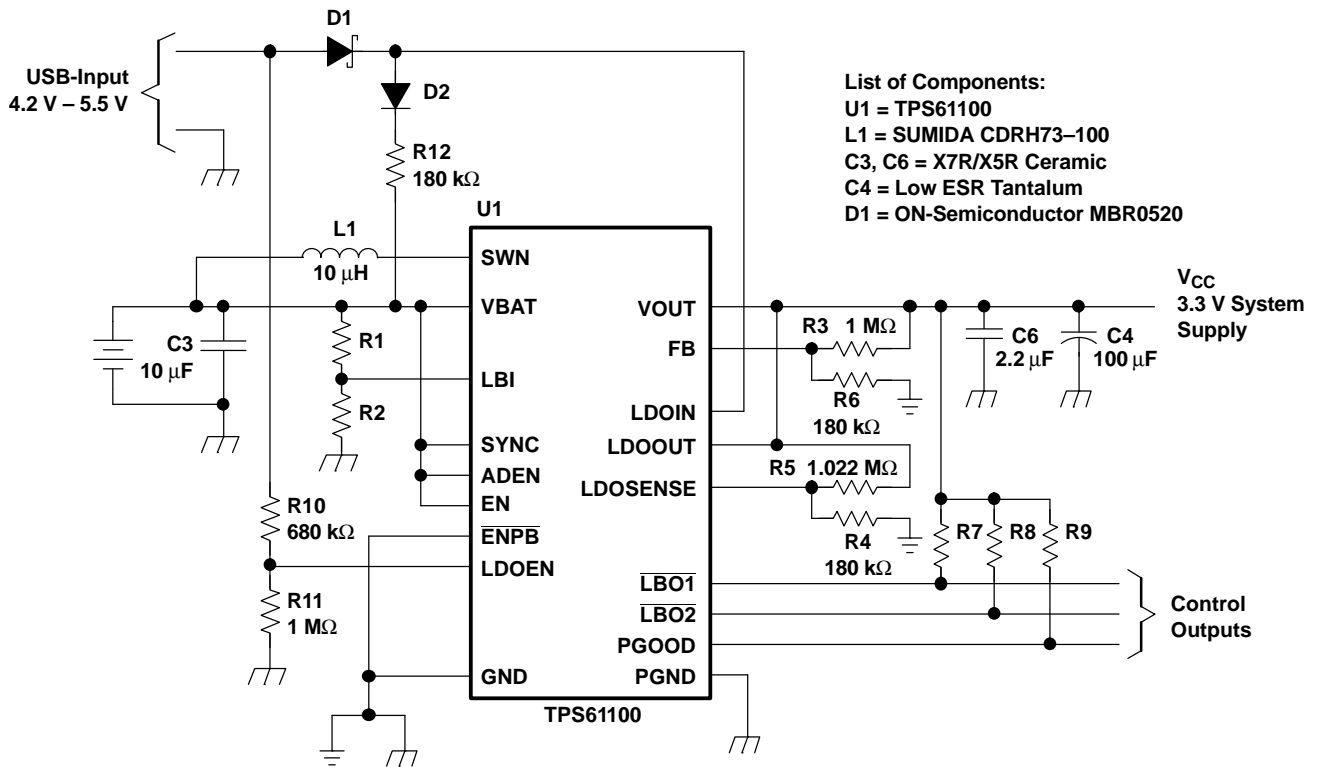 D1
USB-Input
4.2 V – 5.5 V
D2
R12
180 kΩ
List of Components:
U1 = TPS61100
L1 = SUMIDA CDRH73–100
C3, C6 = X7R/X5R Ceramic
C4 = Low ESR Tantalum
D1 = ON-Semiconductor MBR0520
U1
L1
10 μH
SWN
VBAT
C3
10 μF
R1
LBI
R2
SYNC
ADEN
EN
ENPB
LDOEN
R10
680 kΩ
R11
1 MΩ
GND
VOUT
FB
LDOIN
LDOOUT
LDOSENSE
LBO1
LBO2
PGOOD
PGND
TPS61100
R3 1 MΩ
R6
180 kΩ
R5 1.022 MΩ
R4
180 kΩ
C6
2.2 μF
C4
100 μF
VCC
3.3 V System
Supply
R7
R8
R9
Control
Outputs